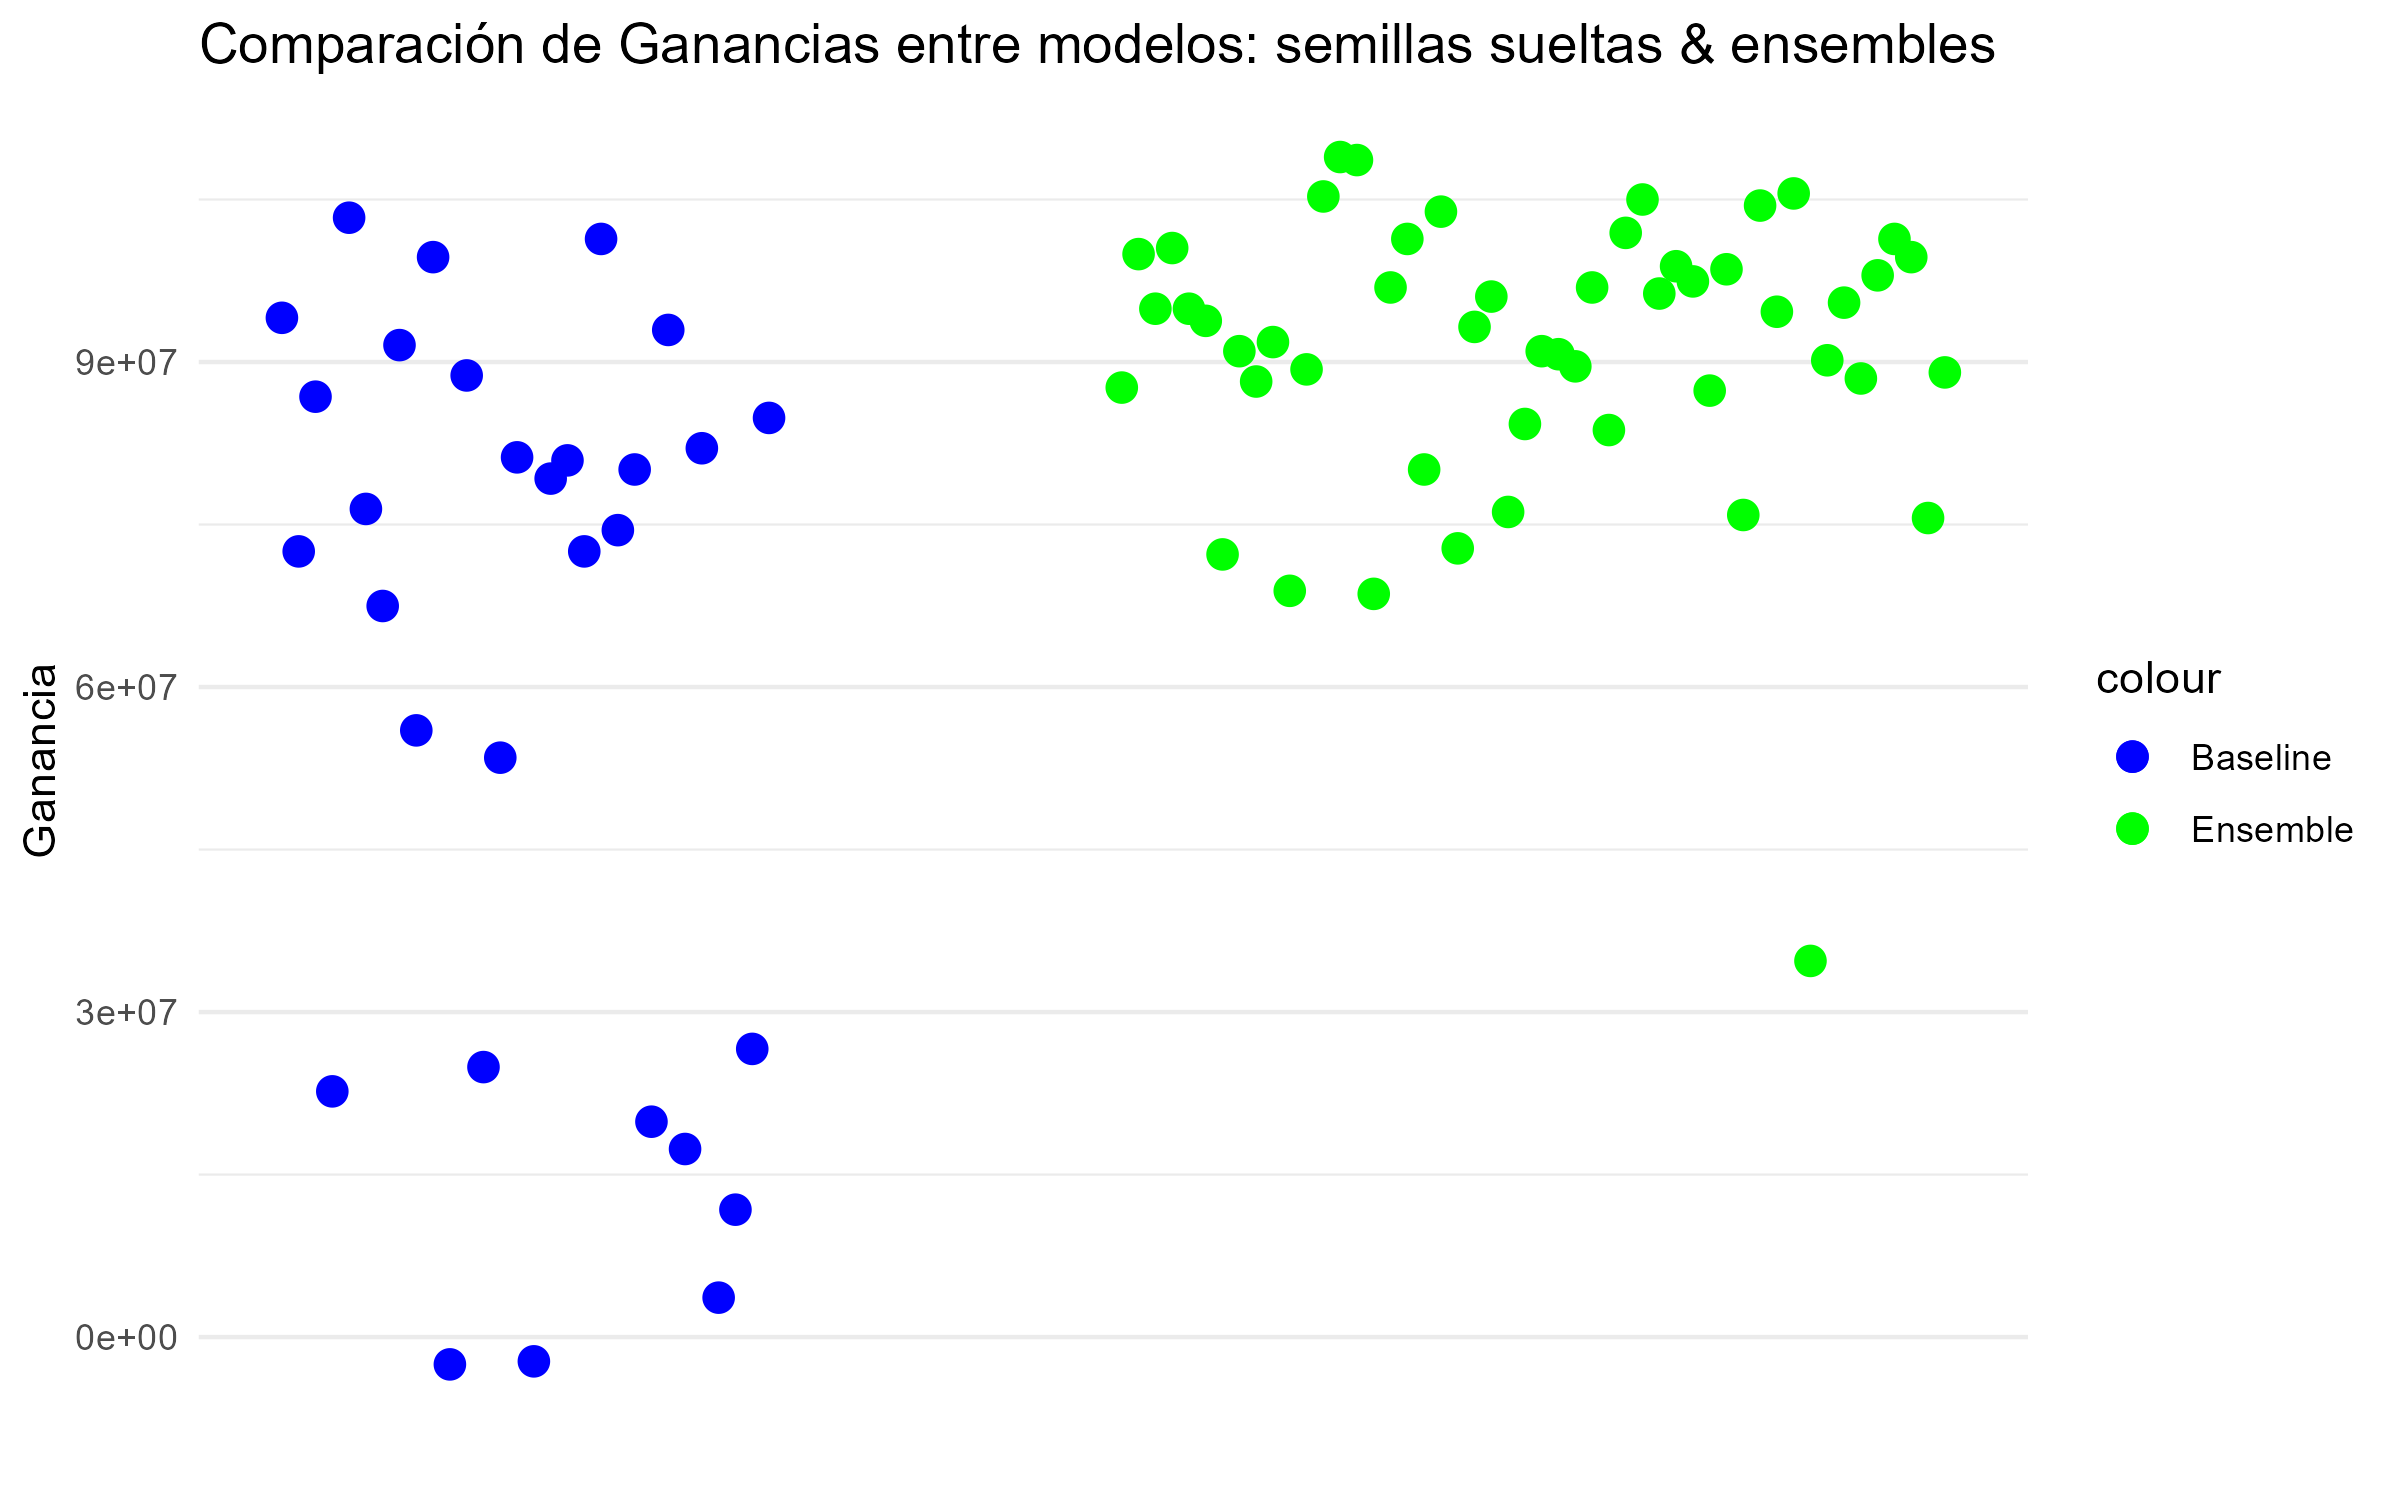 Comparación de Ganancias entre modelos: semillas sueltas & ensembles
Ganancia
9e+07
6e+07
3e+07
0e+00
colour
Baseline
Ensemble